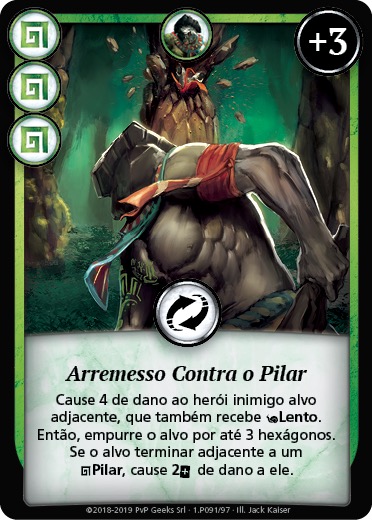 +3
Arremesso Contra o Pilar
Cause 4 de dano ao herói inimigo alvo
adjacente, que também recebe Lento.
Então, empurre o alvo por até 3 hexágonos.
Se o alvo terminar adjacente a um
Pilar, cause 2 de dano a ele.
©2018-2019 PvP Geeks Srl · 1.P091/97 · Ill. Jack Kaiser